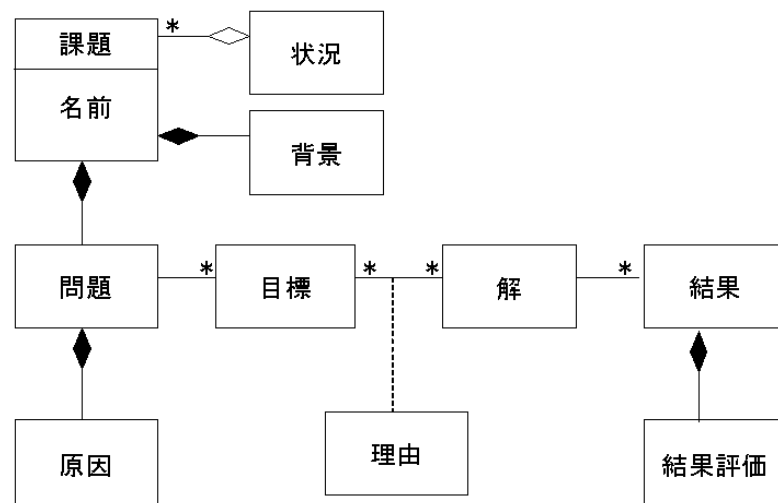 課題
*
状況
名前
背景
問題
*
目標
*
*
解
*
結果
原因
理由
結果評価